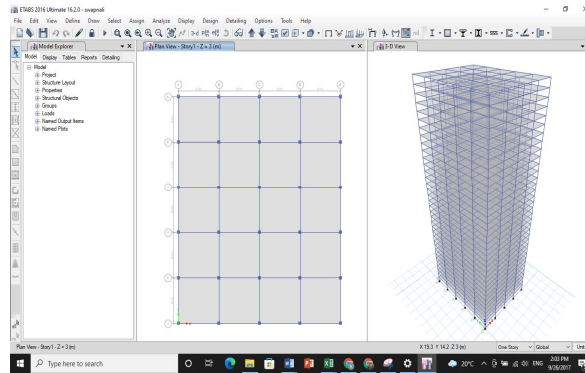 ETABS 2016 Ultimate 16.2.0 - swapnali
File Edit View Define Draw Select Assign Analyze Display Design Detailing Options Tools Help
Model Explorer
Model Display Tables Reports Detailing
Model
Project
Structure Layout
Properties
Structural Objects
Groups
Loads
Named Output Items
Named Plots
Plan View - Story1 - Z = 3 (m)
3-D View
Plan View - Story1 - Z = 3 (m)
X 19.3 Y 14.2 Z 3 (m)
One Story
Global
Type here to search
20°C
ENG
2:03 PM
9/26/2017